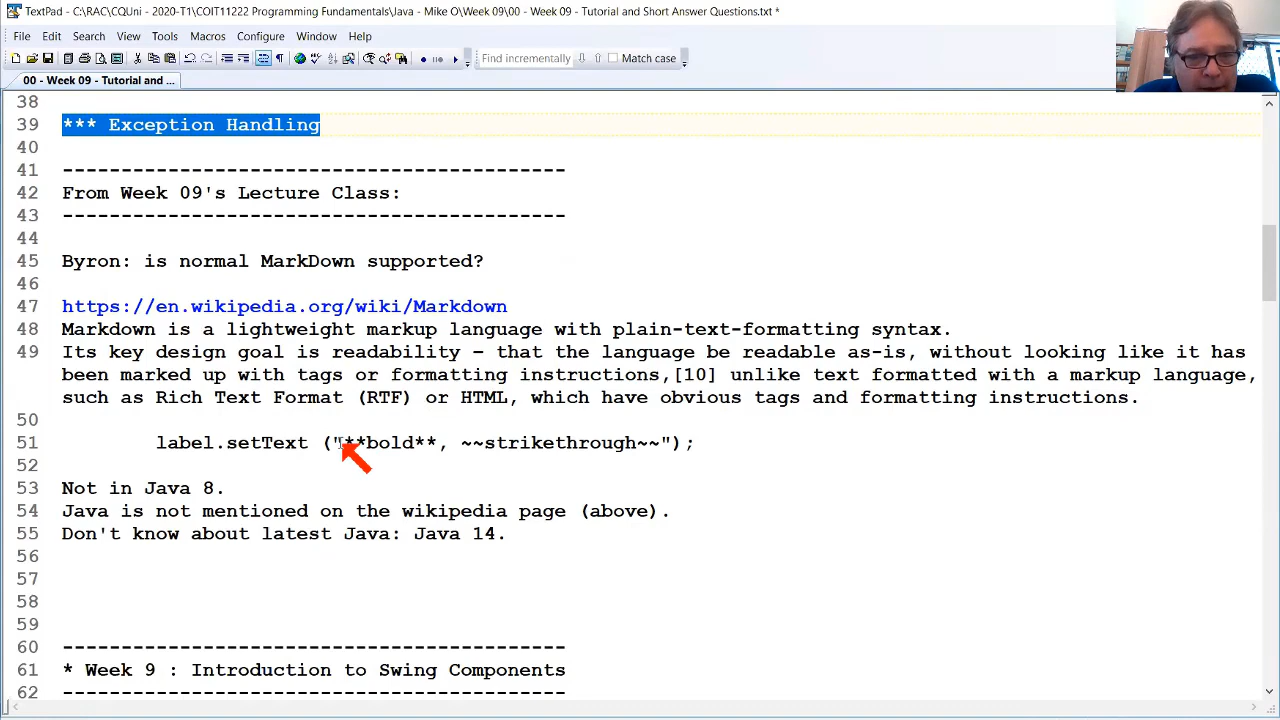 TextPad - C:\RAC\CQUni - 2020-T1\COIT11222 Programming Fundamentals\Java - Mike O\Week 09\00 - Week 09 - Tutorial and Short Answer Questions.txt *
File Edit Search View Tools Macros Configure Window Help
Find incrementally Match case
00 - Week 09 - Tutorial and ...
38
39 *** Exception Handling
40
41 -------------------------------------------
42 From Week 09's Lecture Class:
43 -------------------------------------------
44
45 Byron: is normal MarkDown supported?
46
47 https://en.wikipedia.org/wiki/Markdown
48 Markdown is a lightweight markup language with plain-text-formatting syntax.
49 Its key design goal is readability – that the language be readable as-is, without looking like it has
been marked up with tags or formatting instructions,[10] unlike text formatted with a markup language,
such as Rich Text Format (RTF) or HTML, which have obvious tags and formatting instructions.
50
51 label.setText ("**bold**, ~~strikethrough~~");
52
53 Not in Java 8.
54 Java is not mentioned on the wikipedia page (above).
55 Don't know about latest Java: Java 14.
56
57
58
59
60 -------------------------------------------
61 * Week 9 : Introduction to Swing Components
62 -------------------------------------------